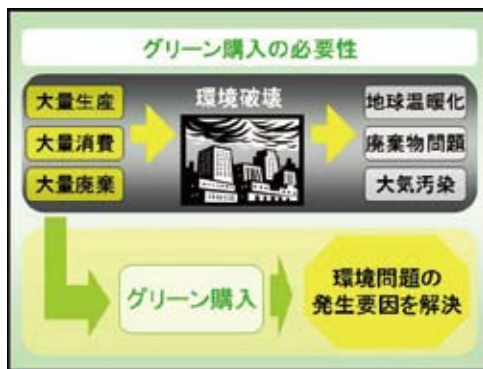 グリーン購入の必要性
大量生産
大量消費
大量廃棄
環境破壊
地球温暖化
廃棄物問題
大気汚染
グリーン購入
環境問題の
発生要因を解決